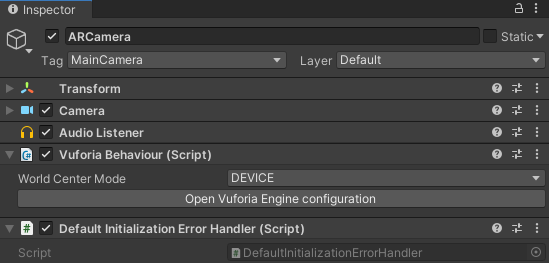 Inspector
ARCamera
Static
Tag MainCamera Layer Default
Transform
Camera
Audio Listener
Vuforia Behaviour (Script)
World Center Mode DEVICE
Open Vuforia Engine configuration
Default Initialization Error Handler (Script)
Script DefaultInitializationErrorHandler